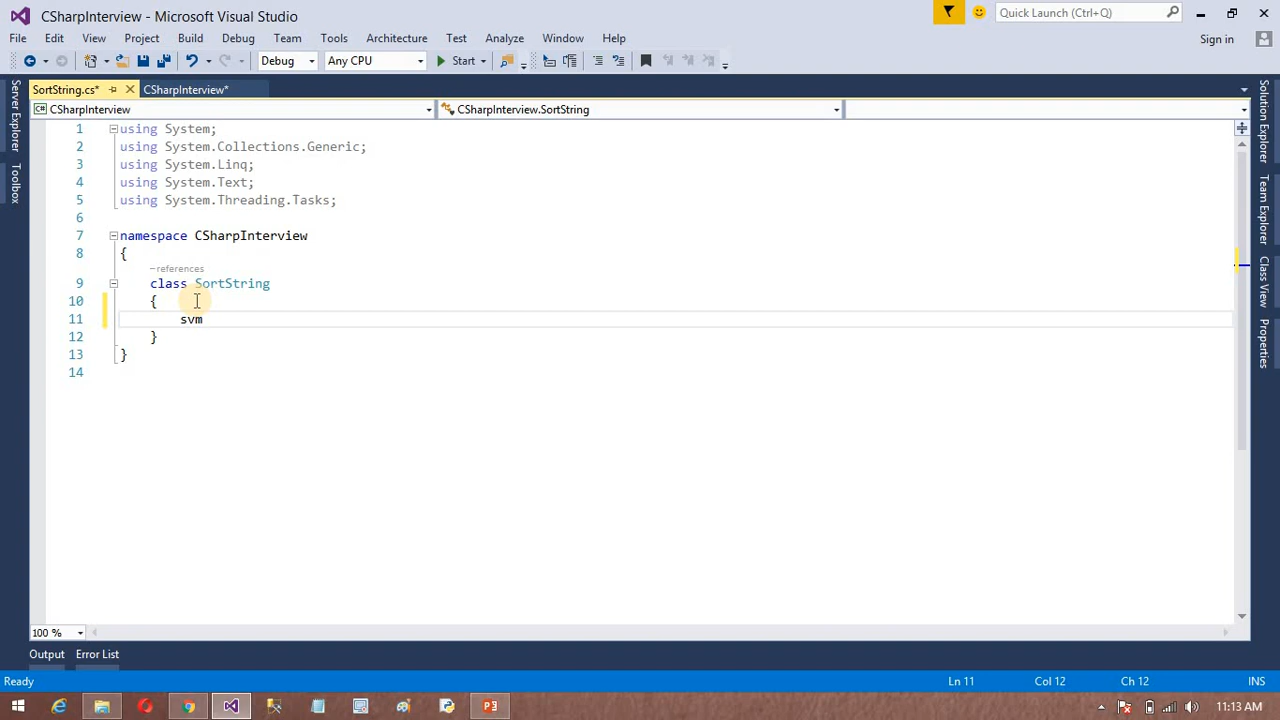 CSharpInterview - Microsoft Visual Studio
Quick Launch (Ctrl+Q)
File Edit View Project Build Debug Team Tools Architecture Test Analyze Window Help
Sign in
Debug Any CPU Start
SortString.cs* CSharpInterview*
CSharpInterview CSharpInterview.SortString
1 using System;
2 using System.Collections.Generic;
3 using System.Linq;
4 using System.Text;
5 using System.Threading.Tasks;
6
7 namespace CSharpInterview
8 {
-references
9 class SortString
10 {
11 svm
12 }
13 }
14
Server Explorer
Toolbox
Solution Explorer
Team Explorer
Class View
Properties
100 %
Output Error List
Ready Ln 11 Col 12 Ch 12 INS
11:13 AM